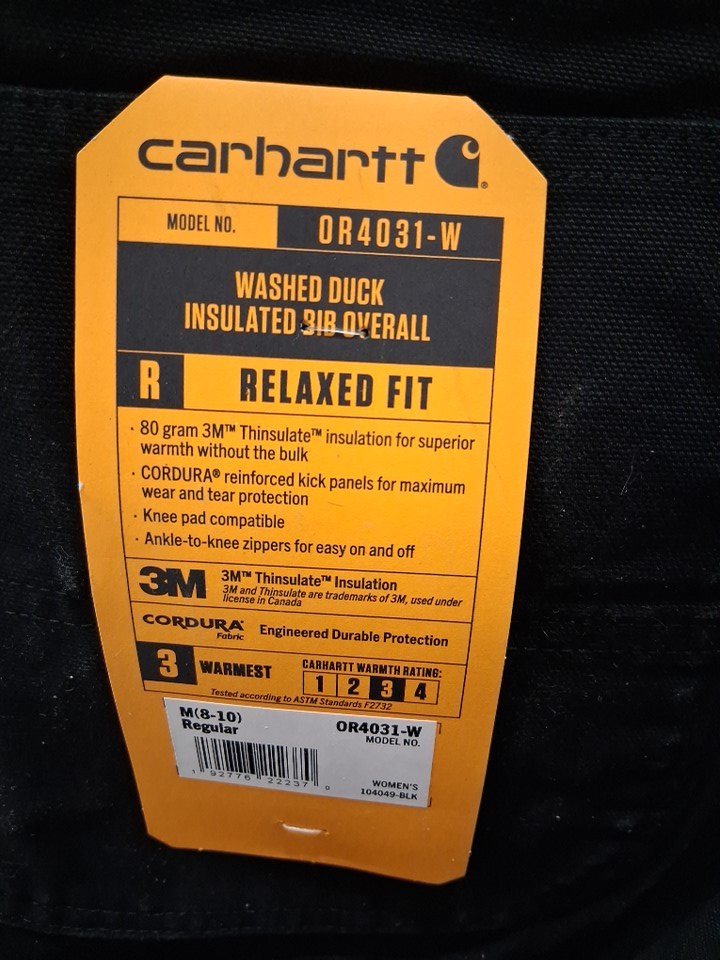 carhartt
MODEL NO. OR4031-W
WASHED DUCK
INSULATED BIB OVERALL
R RELAXED FIT
· 80 gram 3M™ Thinsulate™ insulation for superior
warmth without the bulk
· CORDURA® reinforced kick panels for maximum
wear and tear protection
· Knee pad compatible
· Ankle-to-knee zippers for easy on and off
3M 3M™ Thinsulate™ Insulation
3M and Thinsulate are trademarks of 3M, used under
license in Canada
CORDURA® Fabric Engineered Durable Protection
3 WARMEST CARHARTT WARMTH RATING:
1 2 3 4
Tested according to ASTM Standards F2732
M(8-10) OR4031-W
Regular MODEL NO.
1 92776 22237 0
WOMEN'S
104049-BLK